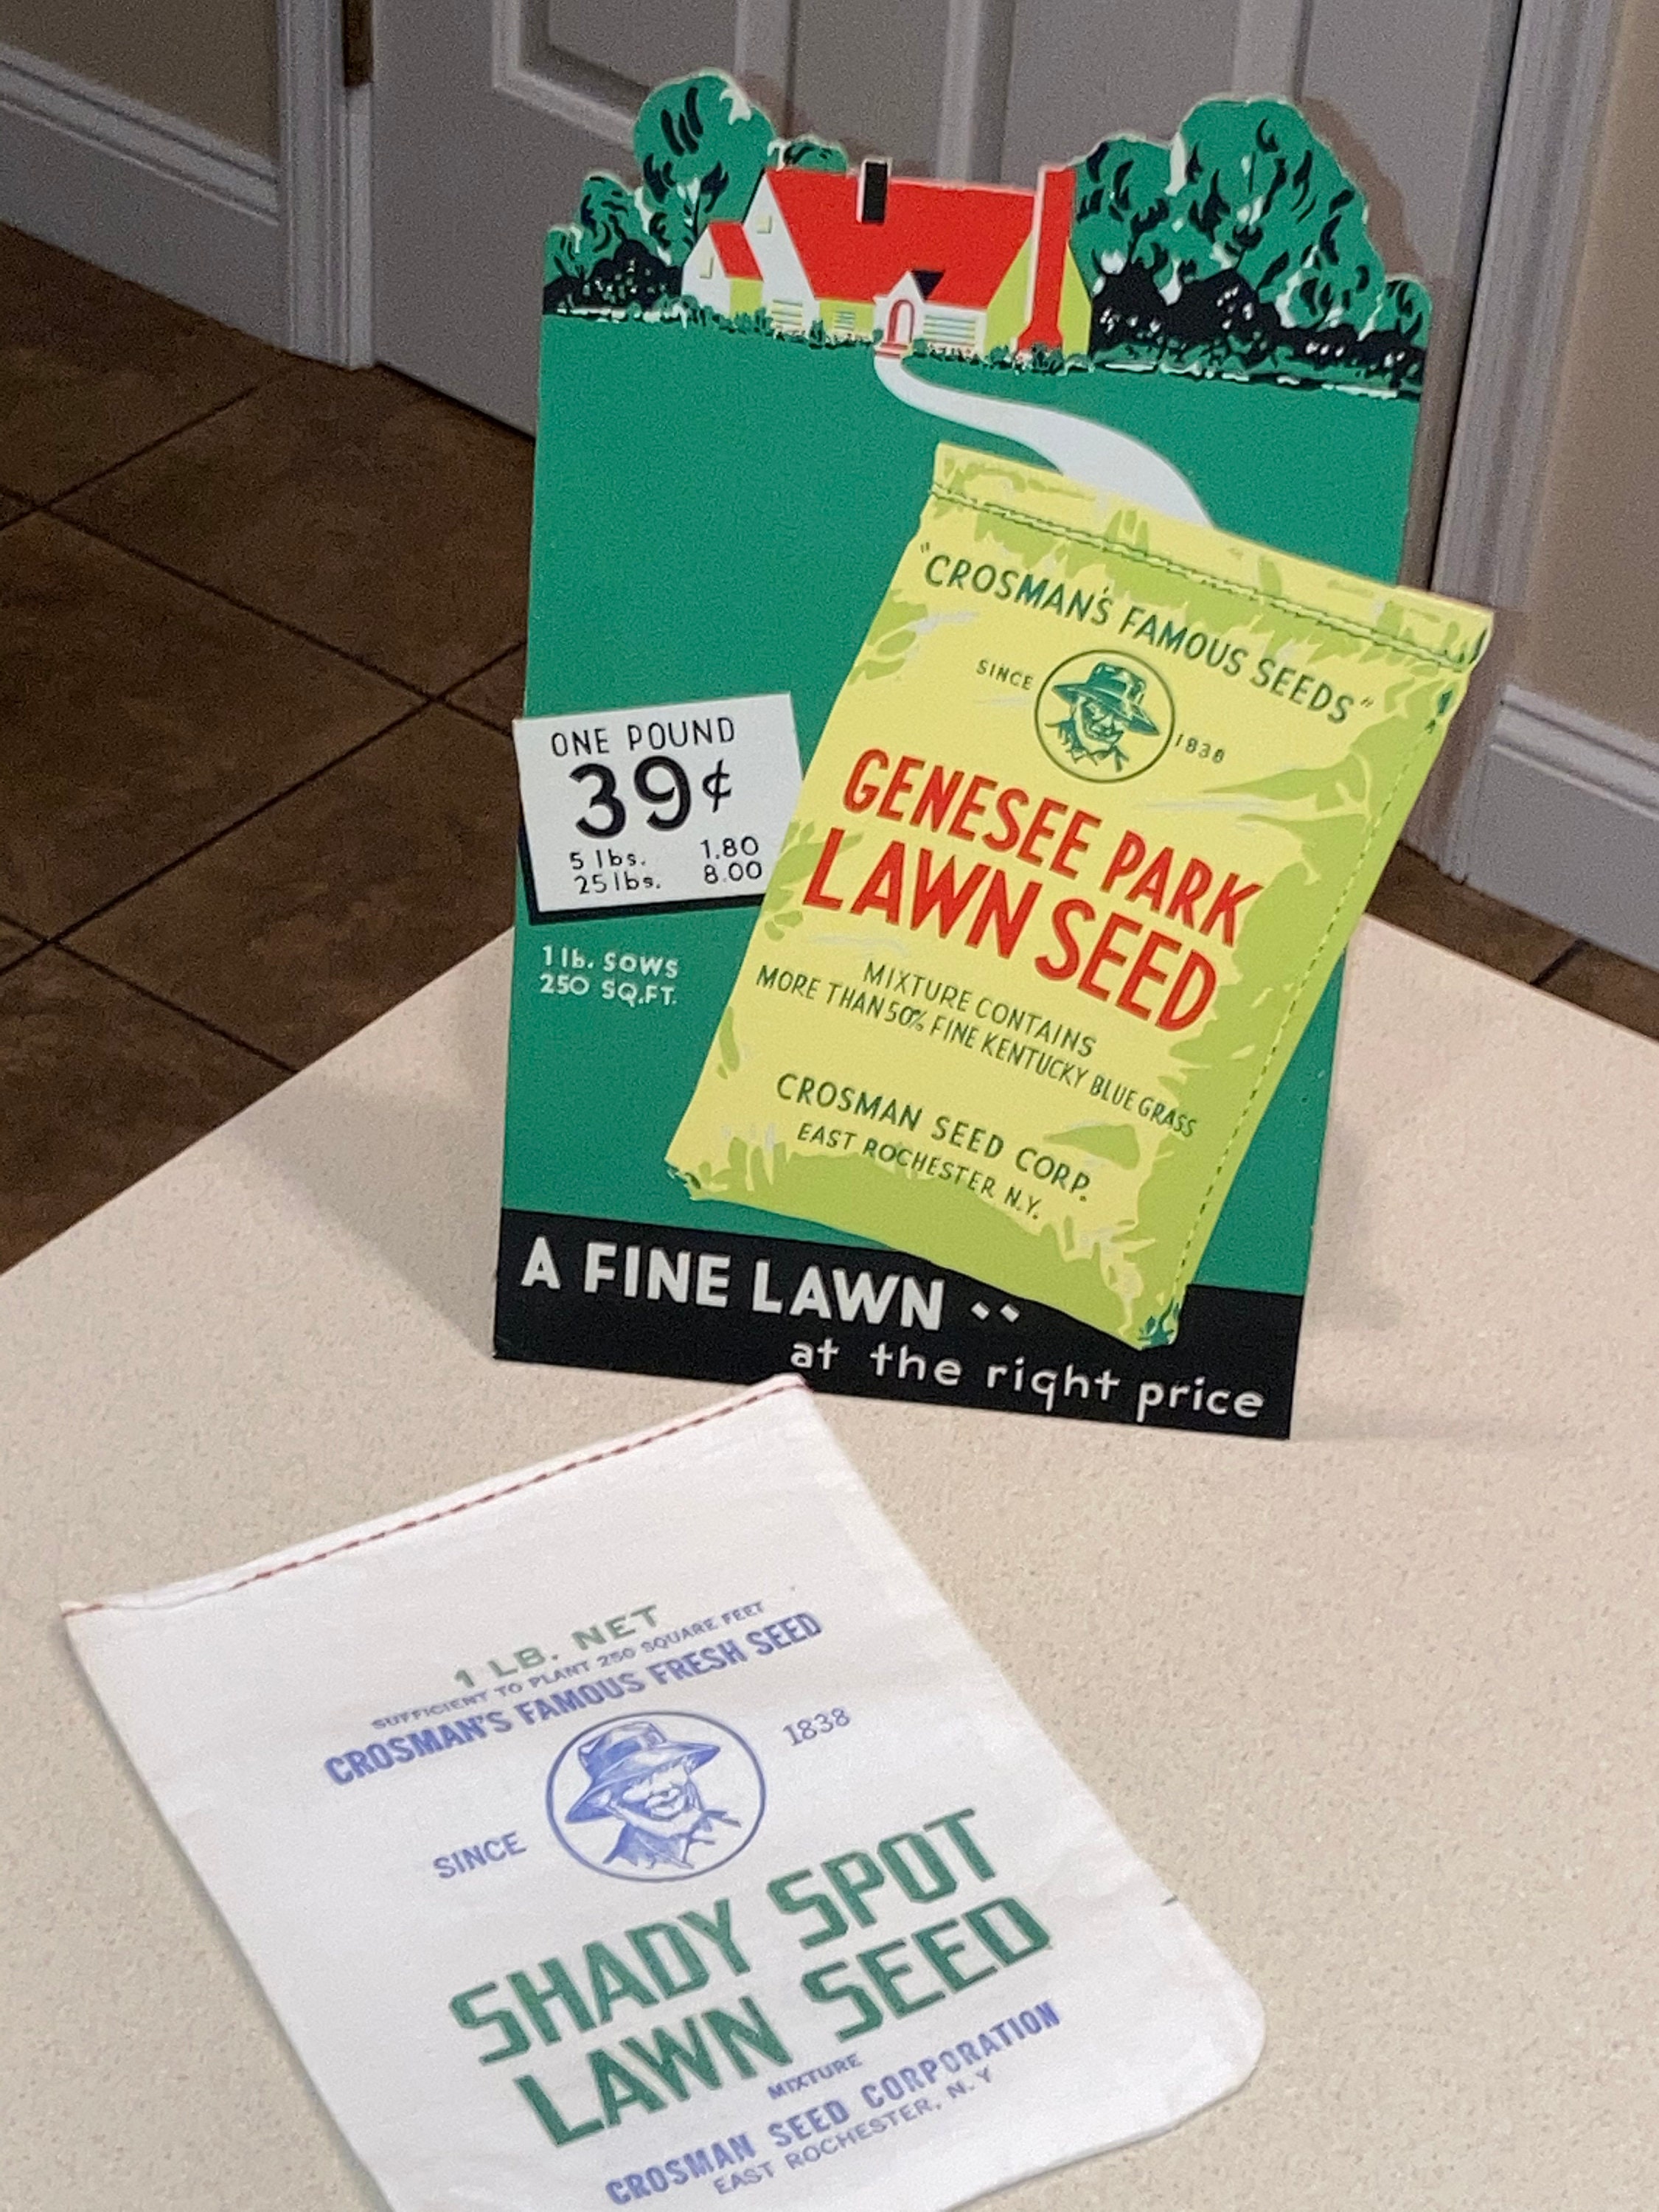 ONE POUND
39¢
5 lbs. 1.80
25 lbs. 8.00
1 lb. SOWS
250 SQ.FT.
"CROSMAN'S FAMOUS SEEDS"
SINCE 1838
GENESEE PARK
LAWN SEED
MIXTURE CONTAINS
MORE THAN 50% FINE KENTUCKY BLUE GRASS
CROSMAN SEED CORP.
EAST ROCHESTER N.Y.
A FINE LAWN ··
at the right price
1 LB. NET
SUFFICIENT TO PLANT 250 SQUARE FEET
CROSMAN'S FAMOUS FRESH SEED
SINCE 1838
SHADY SPOT
LAWN SEED
MIXTURE
CROSMAN SEED CORPORATION
EAST ROCHESTER, N. Y